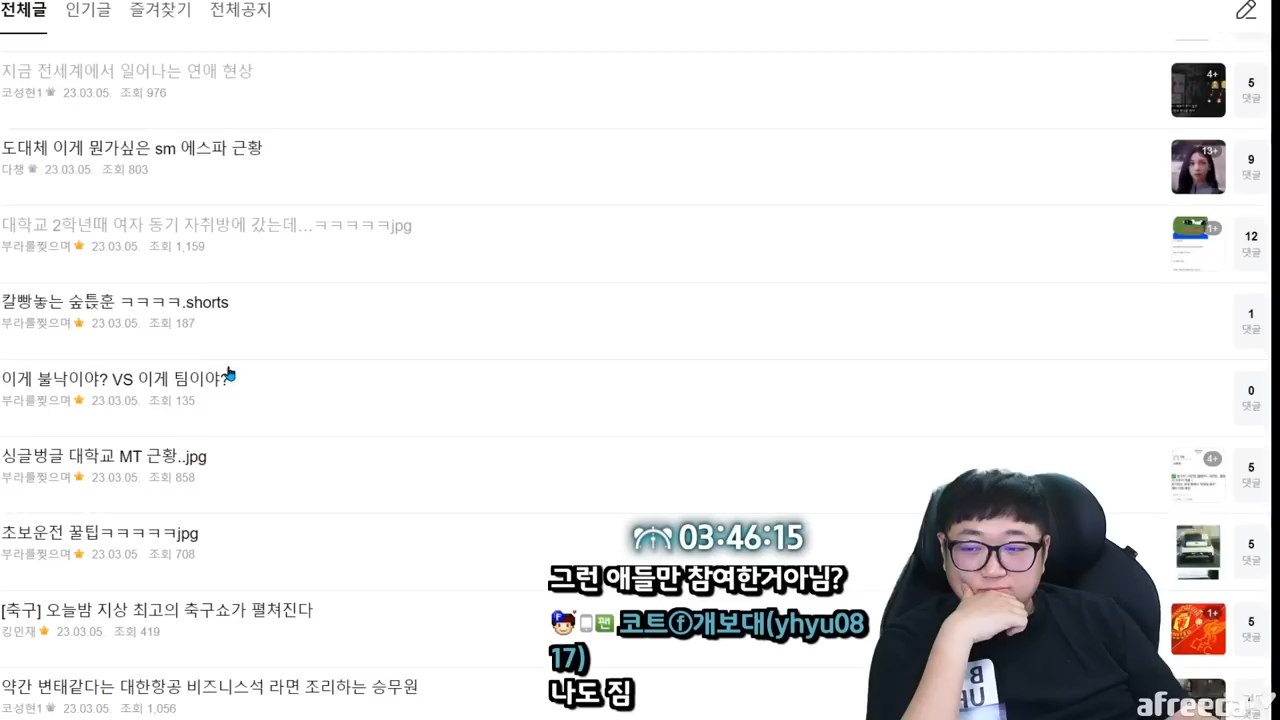 전체글 인기글 즐겨찾기 전체공지
지금 전세계에서 일어나는 연애 현상
코성현1 23.03.05. 조회 976
4+
5
댓글
도대체 이게 뭔가싶은 sm 에스파 근황
다챙 23.03.05. 조회 803
13+
9
댓글
대학교 2학년때 여자 동기 자취방에 갔는데...ㅋㅋㅋㅋㅋjpg
부라를찢으며 23.03.05. 조회 1,159
1+
12
댓글
칼빵놓는 숲튽훈 ㅋㅋㅋㅋ.shorts
부라를찢으며 23.03.05. 조회 187
1
댓글
이게 불낙이야? VS 이게 팀이야?
부라를찢으며 23.03.05. 조회 135
0
댓글
싱글벙글 대학교 MT 근황..jpg
부라를찢으며 23.03.05. 조회 858
4+
5
댓글
초보운전 꿀팁ㅋㅋㅋㅋㅋjpg
부라를찢으며 23.03.05. 조회 708
5
댓글
[축구] 오늘밤 지상 최고의 축구쇼가 펼쳐진다
킹민재 23.03.05. 조회 419
1+
5
댓글
약간 변태같다는 대한항공 비즈니스석 라면 조리하는 승무원
코성현1 23.03.05. 조회 1,056
03:46:15
그런 애들만 참여한거아님?
F 팬 코트ⓕ개보대(yhyu08
17)
나도 짐
afreecaTV